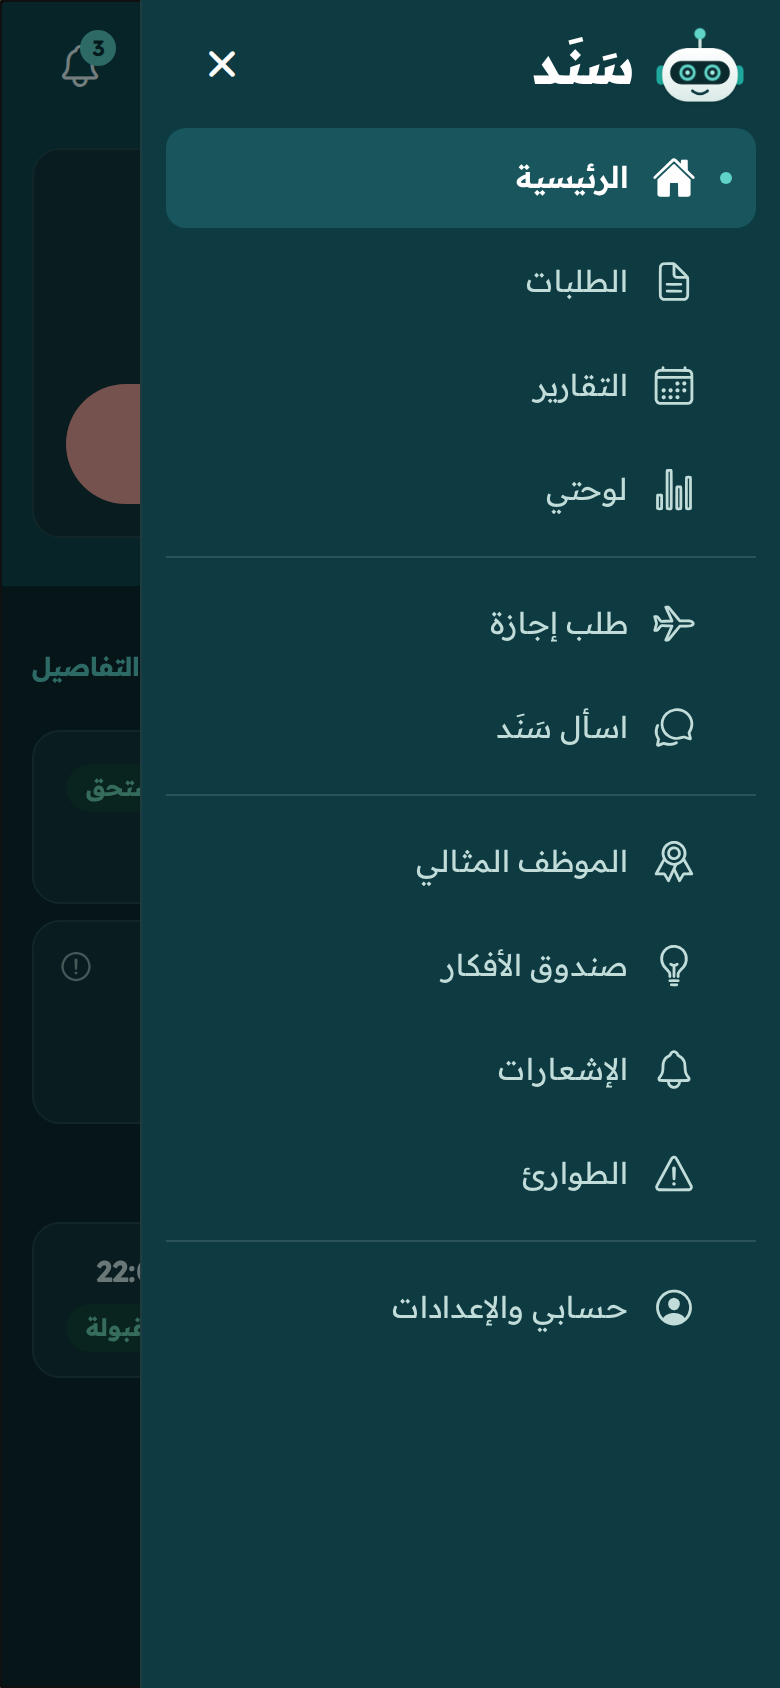 سَنَد
3
الرئيسية
الطلبات
التقارير
لوحتي
طلب إجازة
التفاصيل
اسأل سَنَد
الموظف المثالي
صندوق الأفكار
الإشعارات
الطوارئ
حسابي والإعدادات